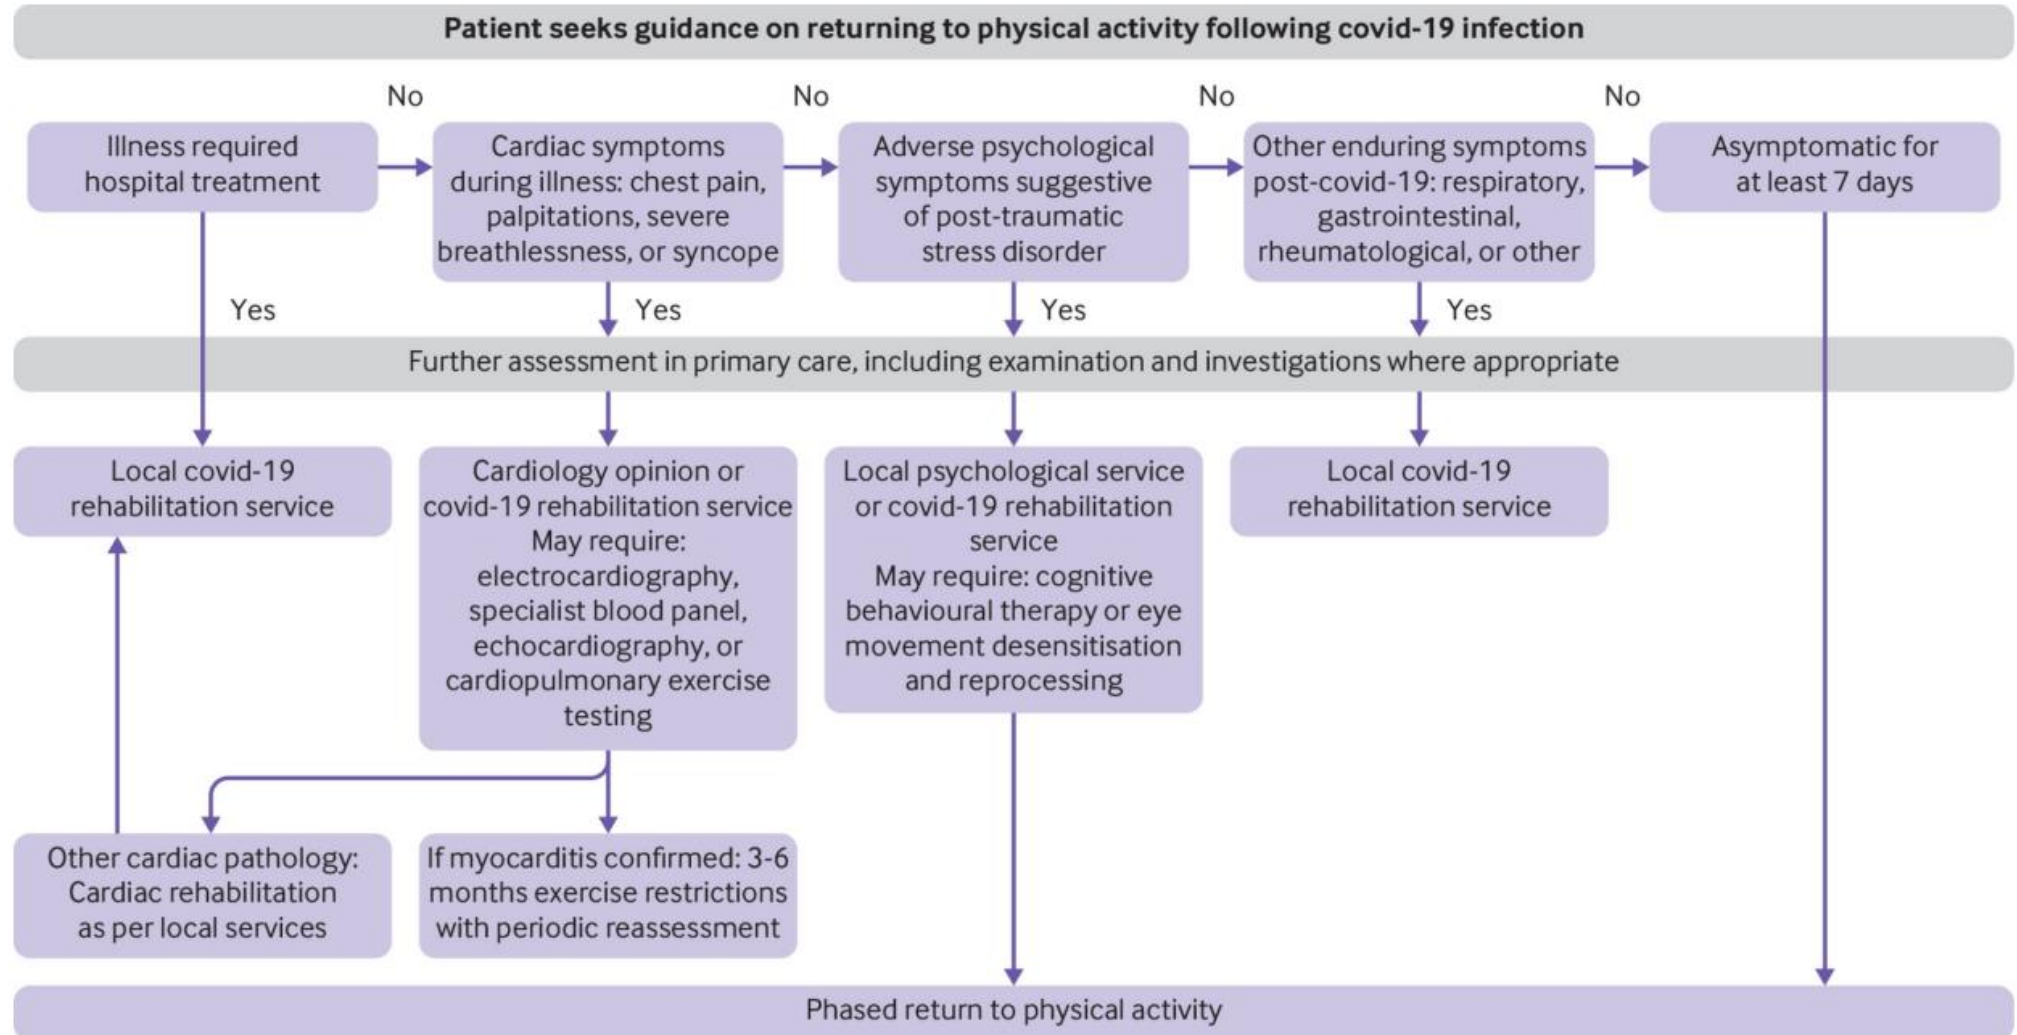 Patient seeks guidance on returning to physical activity following covid-19 infection
No
No
No
No
Illness required
hospital treatment
Cardiac symptoms
during illness: chest pain,
palpitations, severe
breathlessness, or syncope
Adverse psychological
symptoms suggestive
of post-traumatic
stress disorder
Other enduring symptoms
post-covid-19: respiratory,
gastrointestinal,
rheumatological, or other
Asymptomatic for
at least 7 days
Yes
Yes
Yes
Yes
Further assessment in primary care, including examination and investigations where appropriate
Local covid-19
rehabilitation service
Cardiology opinion or
covid-19 rehabilitation service
May require:
electrocardiography,
specialist blood panel,
echocardiography, or
cardiopulmonary exercise
testing
Local psychological service
or covid-19 rehabilitation
service
May require: cognitive
behavioural therapy or eye
movement desensitisation
and reprocessing
Local covid-19
rehabilitation service
Other cardiac pathology:
Cardiac rehabilitation
as per local services
If myocarditis confirmed: 3-6
months exercise restrictions
with periodic reassessment
Phased return to physical activity